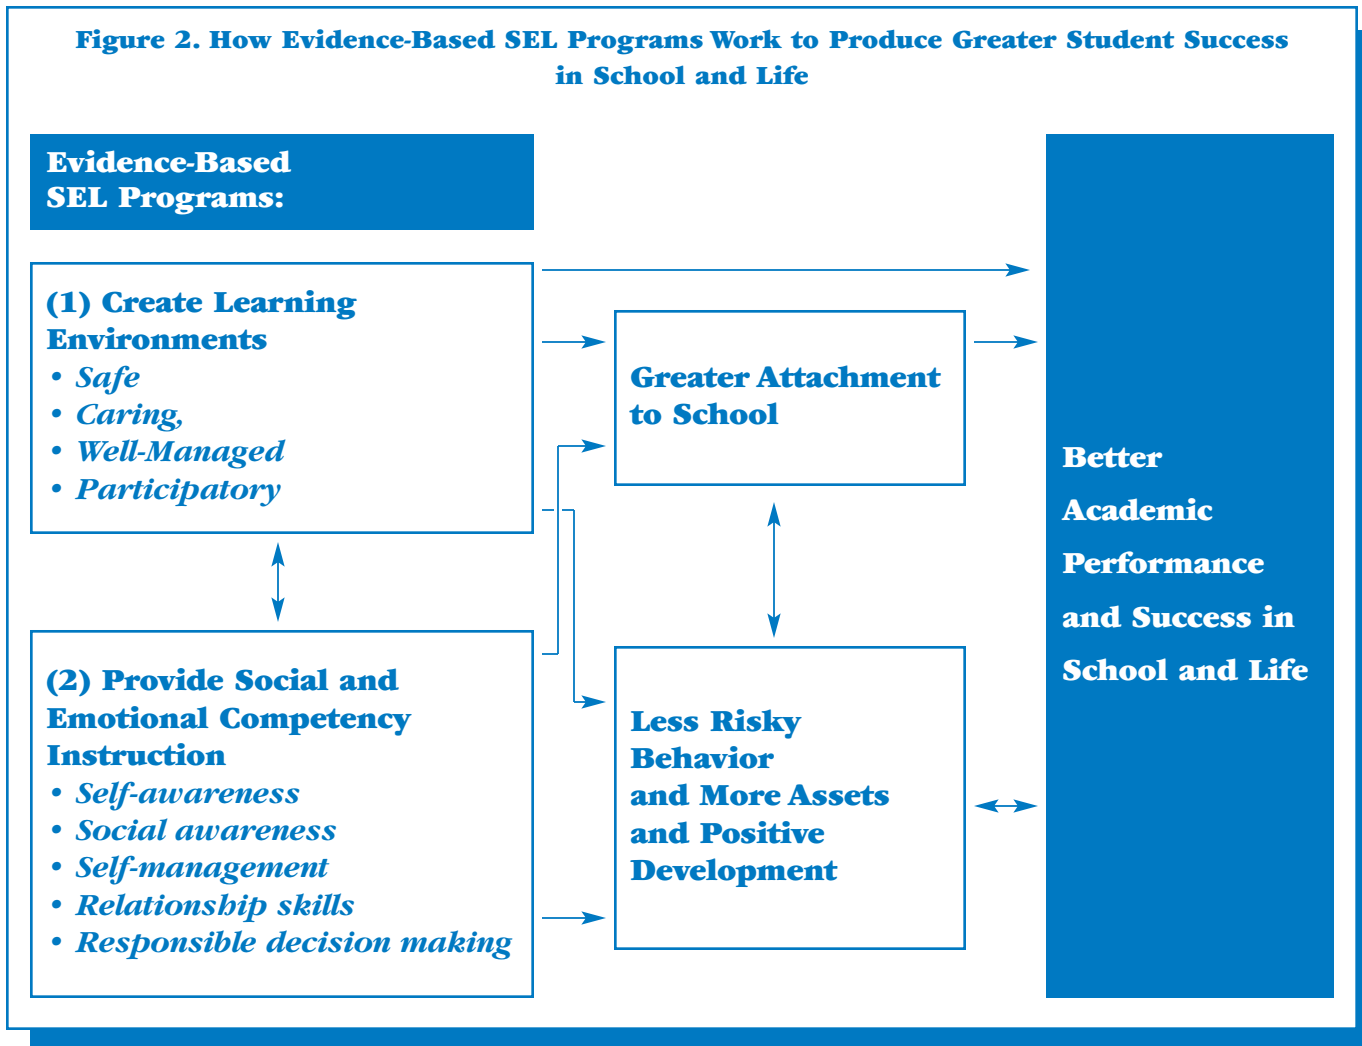 Figure 2. How Evidence-Based SEL Programs Work to Produce Greater Student Success
in School and Life
Evidence-Based
SEL Programs:
(1) Create Learning
Environments
• Safe
• Caring,
• Well-Managed
• Participatory
(2) Provide Social and
Emotional Competency
Instruction
• Self-awareness
• Social awareness
• Self-management
• Relationship skills
• Responsible decision making
Greater Attachment
to School
Less Risky
Behavior
and More Assets
and Positive
Development
Better
Academic
Performance
and Success in
School and Life